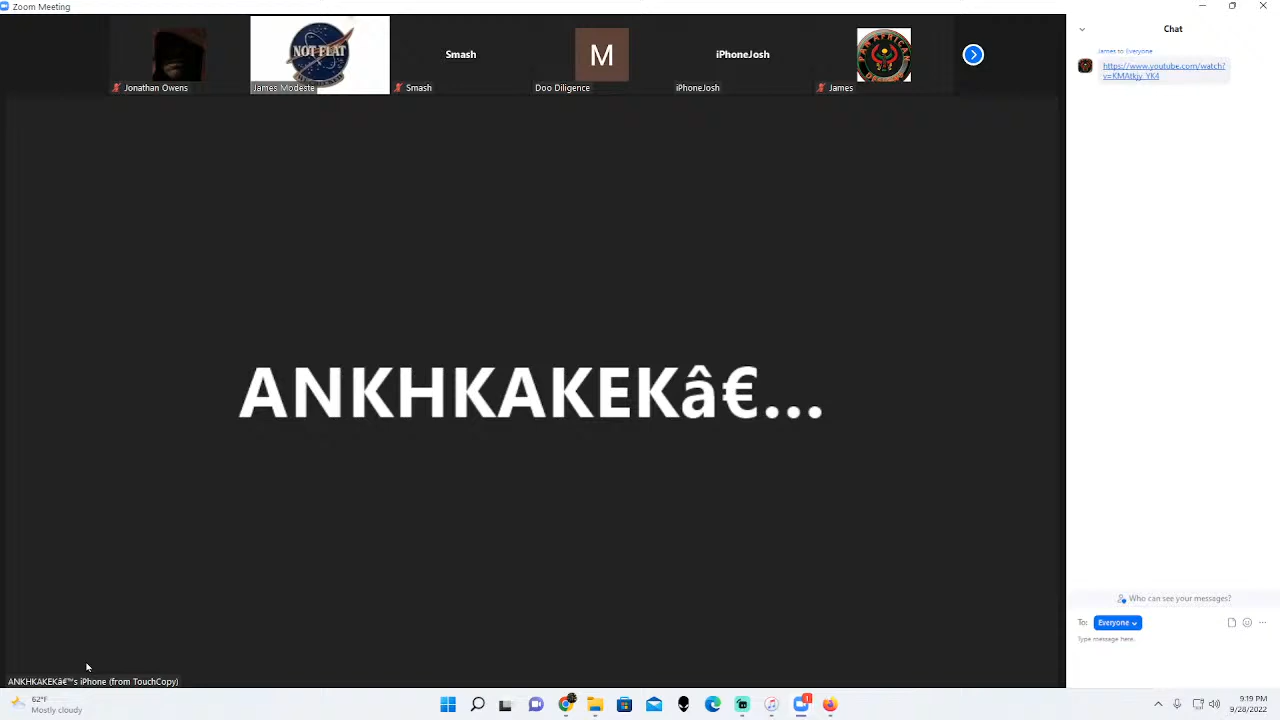 Zoom Meeting
NOT-FLAT
Smash
M
iPhoneJosh
Jonathan Owens
James Modeste
Doo Diligence
iPhoneJosh
James
ANKHKAKEKâ€...
ANKHKAKEKâ€™s iPhone (from TouchCopy)
Chat
James to Everyone
https://www.youtube.com/watch?
v=KMAtkjy_YK4
Who can see your messages?
To: Everyone
Type message here..
62°F
Mostly cloudy
1
9:19 PM
9/28/2022